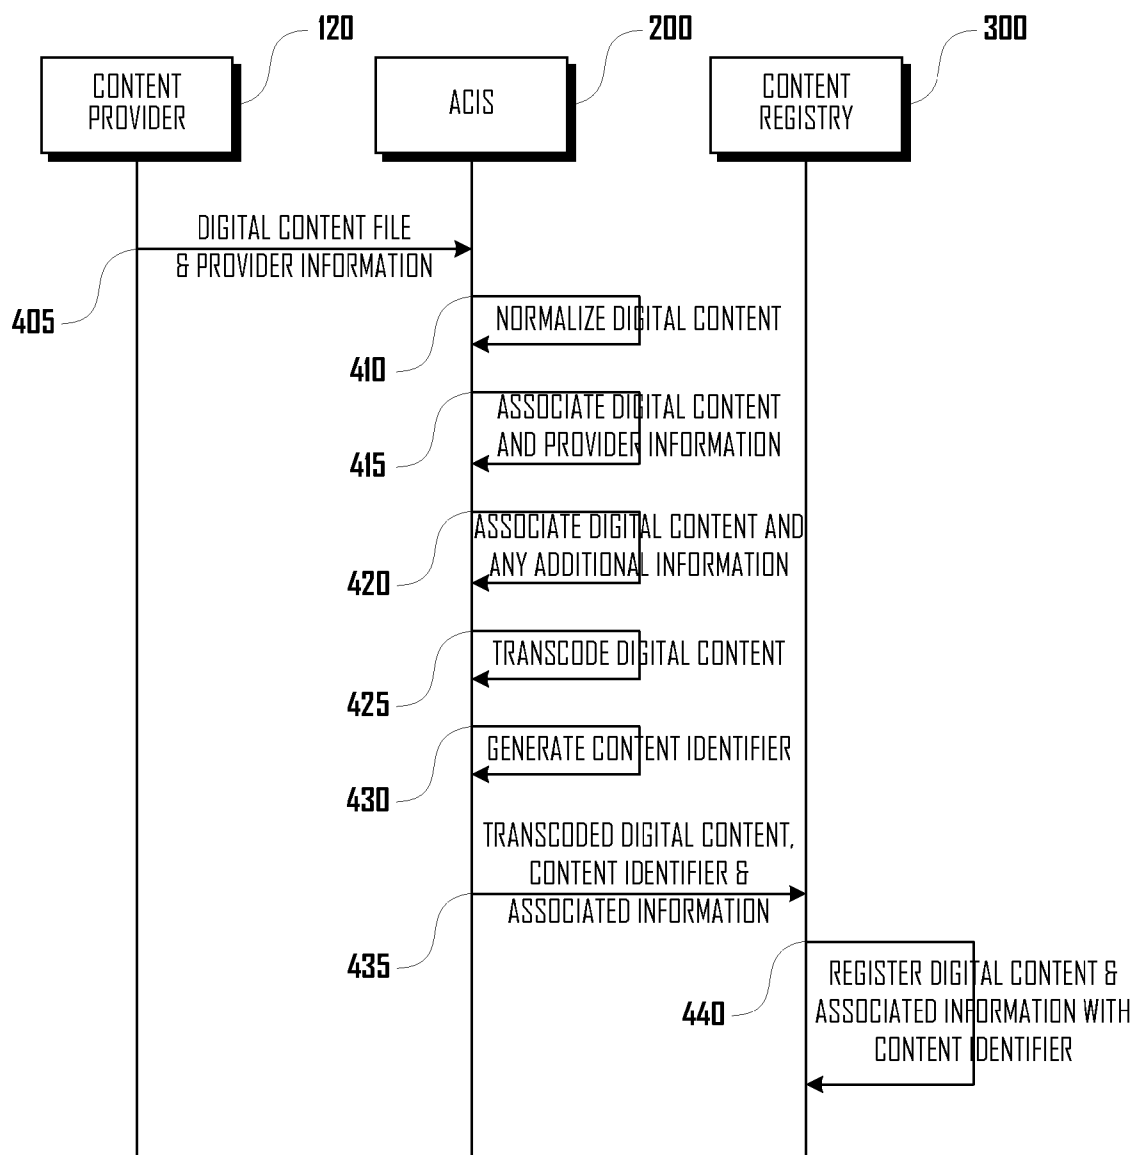 120
200
300
CONTENT
PROVIDER
ACIS
CONTENT
REGISTRY
DIGITAL CONTENT FILE
& PROVIDER INFORMATION
405
NORMALIZE DIGITAL CONTENT
410
ASSOCIATE DIGITAL CONTENT
AND PROVIDER INFORMATION
415
ASSOCIATE DIGITAL CONTENT AND
ANY ADDITIONAL INFORMATION
420
TRANSCODE DIGITAL CONTENT
425
GENERATE CONTENT IDENTIFIER
430
TRANSCODED DIGITAL CONTENT,
CONTENT IDENTIFIER &
ASSOCIATED INFORMATION
435
REGISTER DIGITAL CONTENT &
ASSOCIATED INFORMATION WITH
CONTENT IDENTIFIER
440